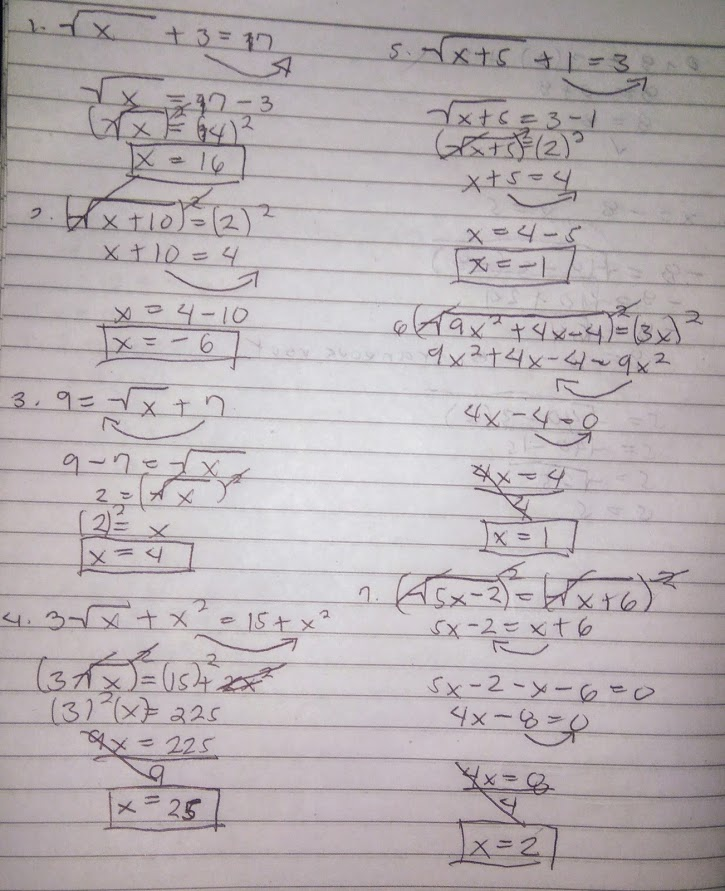 1. √x + 3 = 17
√x = 17 - 3
(√x)² = (14)²
x = 16
2. (√x+10)² = (2)²
x + 10 = 4
x = 4 - 10
x = -6
3. 9 = √x + 7
9 - 7 = √x
2 = (√x)²
(2)² = x
x = 4
4. 3√x + x² = 15 + x²
(3√x)² = (15)² +
(3)²(x) = 225
9x = 225
9
x = 25
5. √x+5 + 1 = 3
√x+5 = 3 - 1
(√x+5)² = (2)²
x + 5 = 4
x = 4 - 5
x = -1
6 (√9x² + 4x - 4)² = (3x)²
9x² + 4x - 4 = 9x²
4x - 4 = 0
4x = 4
4
x = 1
7. (√5x-2)² = (√x+6)²
5x - 2 = x + 6
5x - 2 - x - 6 = 0
4x - 8 = 0
4x = 8
4
x = 2